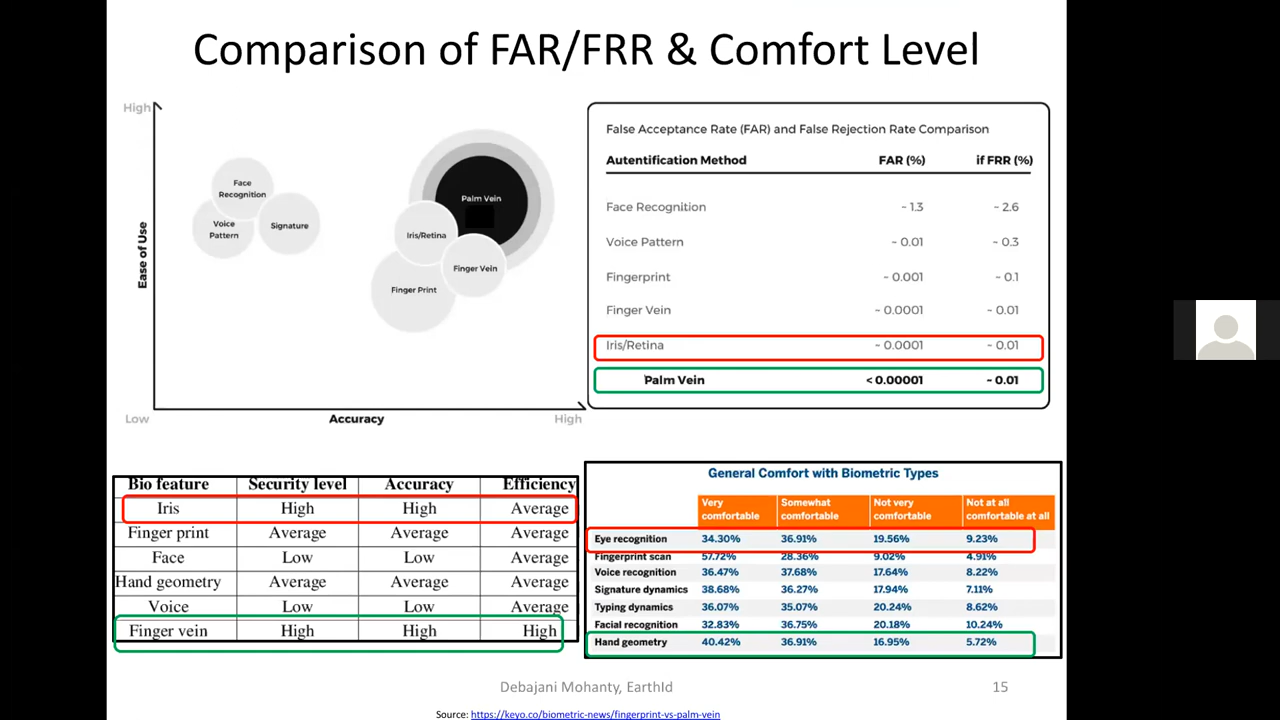 Comparison of FAR/FRR & Comfort Level
High
Face
Recognition
Voice
Pattern
Signature
Palm Vein
Iris/Retina
Finger Vein
Finger Print
Ease of Use
Low
Accuracy
High
False Acceptance Rate (FAR) and False Rejection Rate Comparison
Autentification Method FAR (%) if FRR (%)
Face Recognition ~ 1.3 ~ 2.6
Voice Pattern ~ 0.01 ~ 0.3
Fingerprint ~ 0.001 ~ 0.1
Finger Vein ~ 0.0001 ~ 0.01
Iris/Retina ~ 0.0001 ~ 0.01
Palm Vein < 0.00001 ~ 0.01
Bio feature Security level Accuracy Efficiency
Iris High High Average
Finger print Average Average Average
Face Low Low Average
Hand geometry Average Average Average
Voice Low Low Average
Finger vein High High High
General Comfort with Biometric Types
Very comfortable Somewhat comfortable Not very comfortable Not at all comfortable at all
Eye recognition 34.30% 36.91% 19.56% 9.23%
Fingerprint scan 57.72% 28.36% 9.02% 4.91%
Voice recognition 36.47% 37.68% 17.64% 8.22%
Signature dynamics 38.68% 36.27% 17.94% 7.11%
Typing dynamics 36.07% 35.07% 20.24% 8.62%
Facial recognition 32.83% 36.75% 20.18% 10.24%
Hand geometry 40.42% 36.91% 16.95% 5.72%
Debajani Mohanty, EarthId
15
Source: https://keyo.co/biometric-news/fingerprint-vs-palm-vein